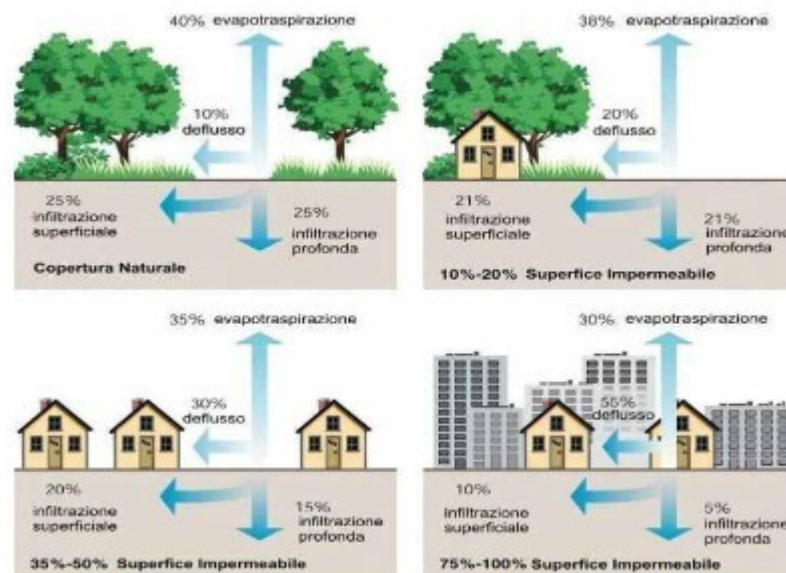 40% evapotraspirazione
10%
deflusso
25%
infiltrazione
superficiale
25%
infiltrazione
profonda
Copertura Naturale
38% evapotraspirazione
20%
deflusso
21%
infiltrazione
superficiale
21%
infiltrazione
profonda
10%-20% Superfice Impermeabile
35% evapotraspirazione
30%
deflusso
20%
infiltrazione
superficiale
15%
infiltrazione
profonda
35%-50% Superfice Impermeabile
30% evapotraspirazione
55%
deflusso
10%
infiltrazione
superficiale
5%
infiltrazione
profonda
75%-100% Superfice Impermeabile